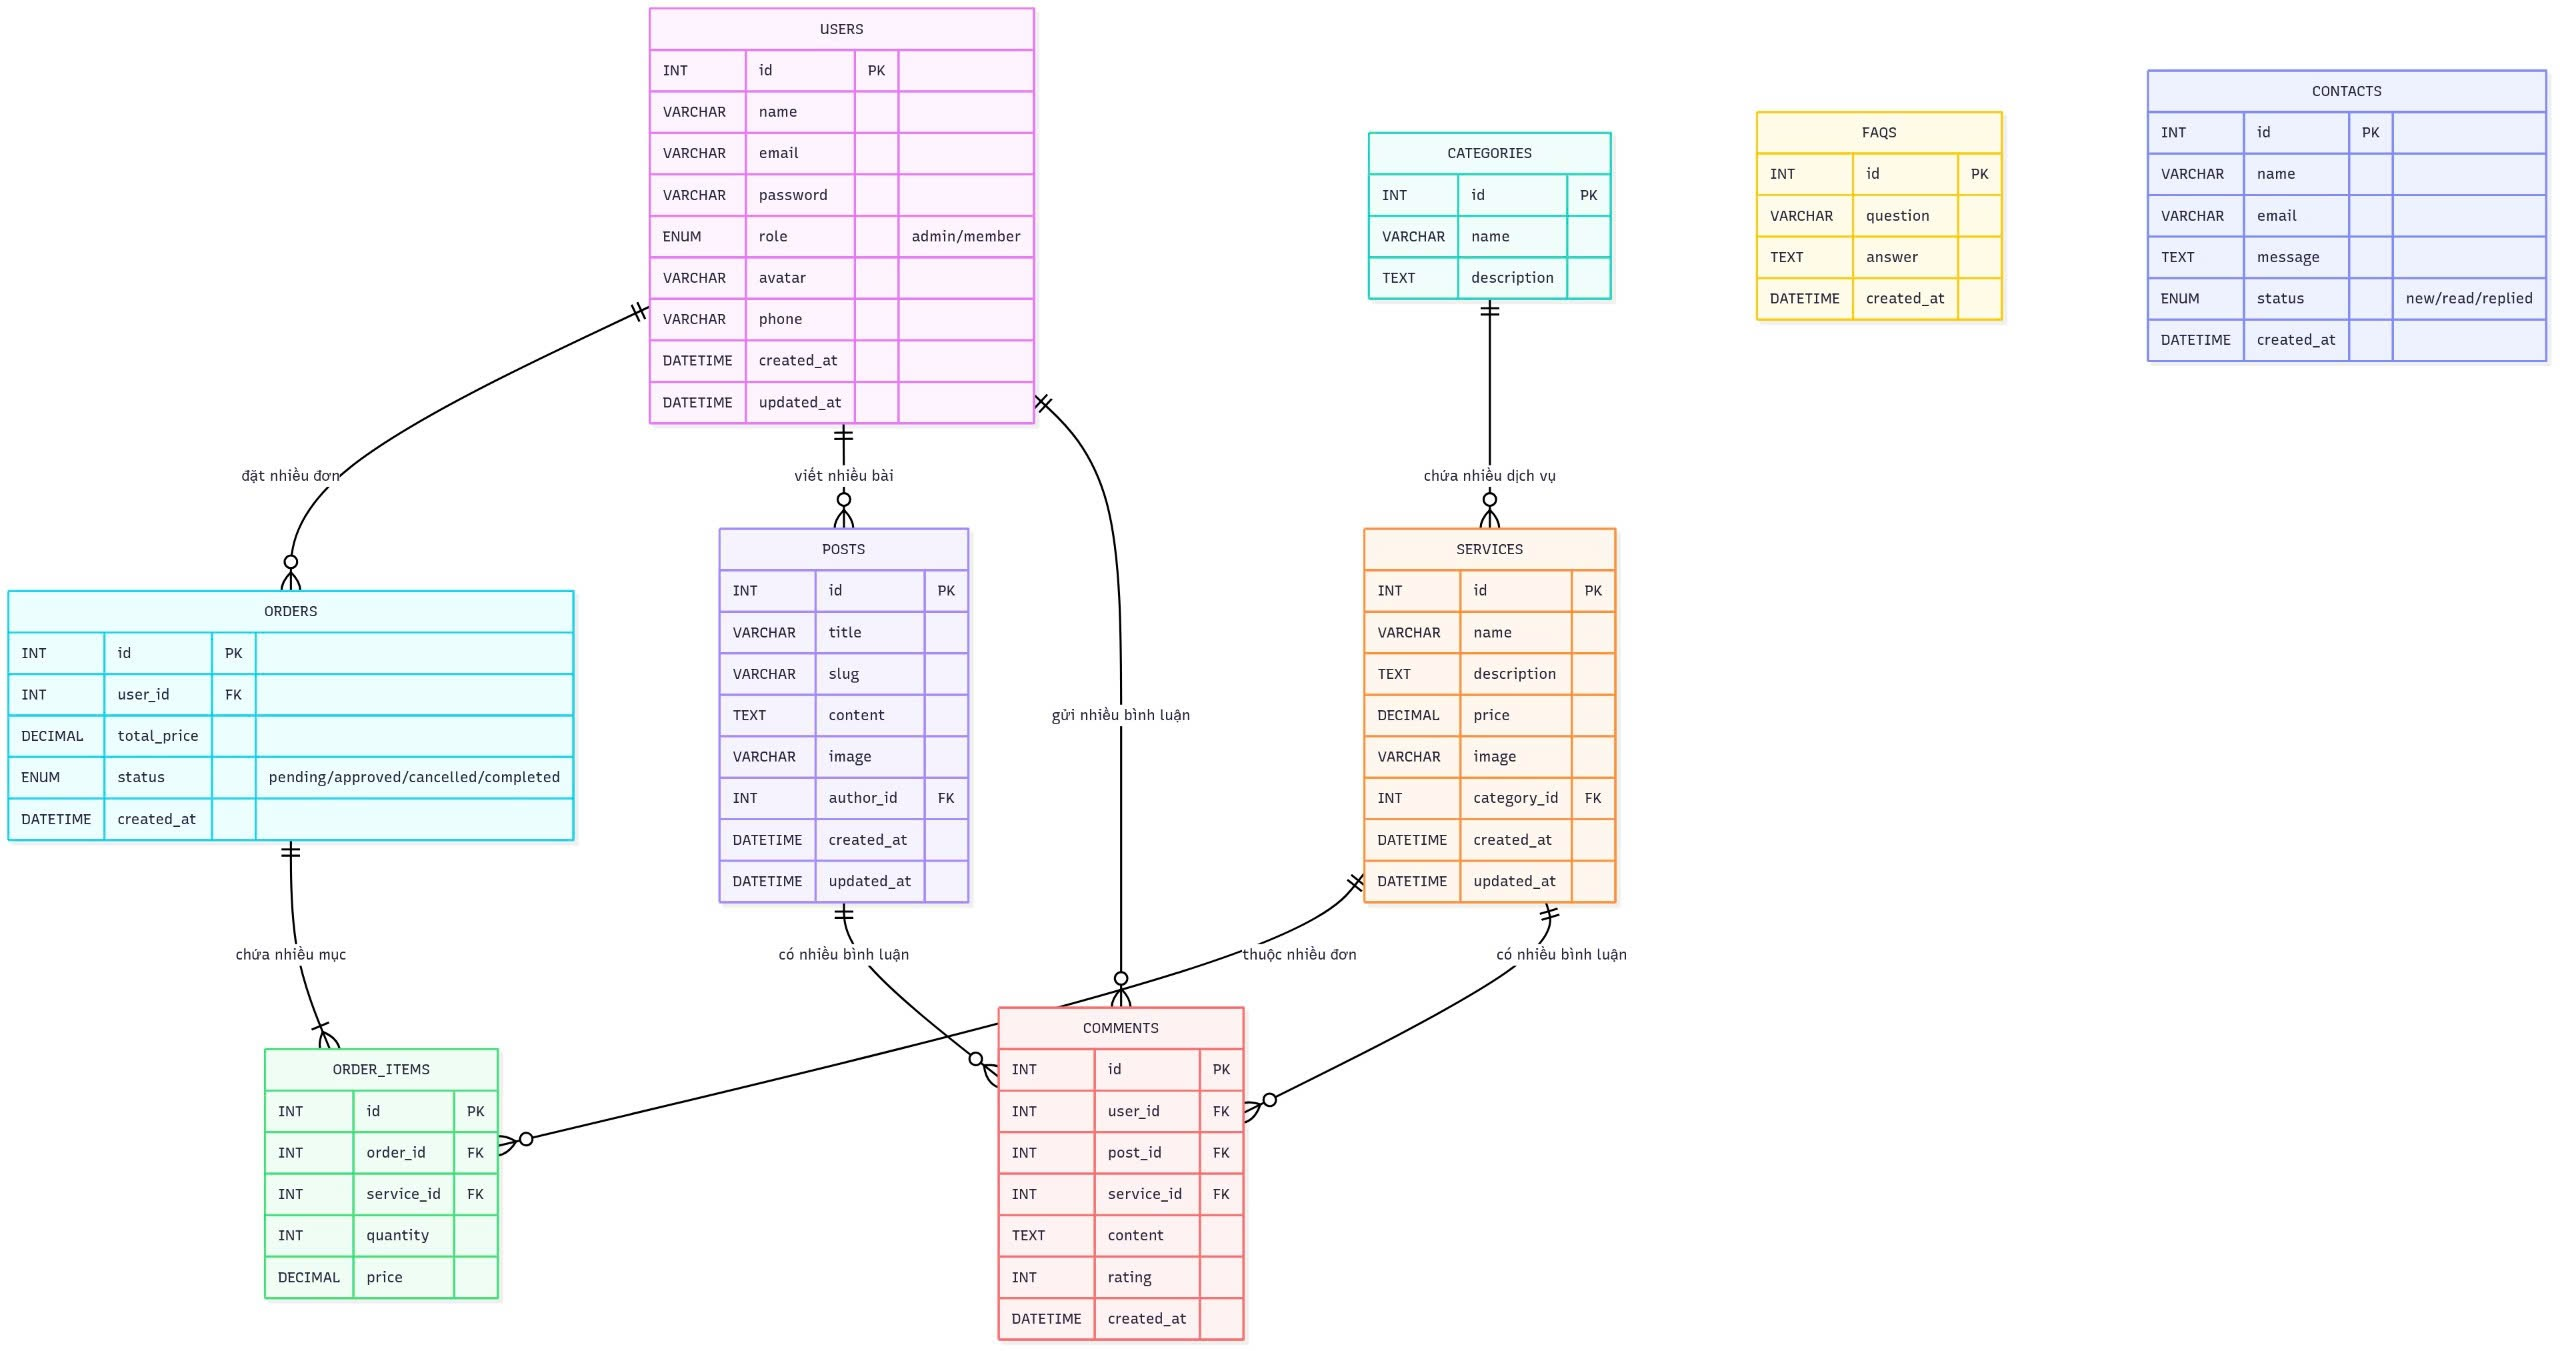 USERS
INT id PK
VARCHAR name
VARCHAR email
VARCHAR password
ENUM role admin/member
VARCHAR avatar
VARCHAR phone
DATETIME created_at
DATETIME updated_at
CATEGORIES
INT id PK
VARCHAR name
TEXT description
FAQS
INT id PK
VARCHAR question
TEXT answer
DATETIME created_at
CONTACTS
INT id PK
VARCHAR name
VARCHAR email
TEXT message
ENUM status new/read/replied
DATETIME created_at
đặt nhiều đơn
viết nhiều bài
chứa nhiều dịch vụ
ORDERS
INT id PK
INT user_id FK
DECIMAL total_price
ENUM status pending/approved/cancelled/completed
DATETIME created_at
POSTS
INT id PK
VARCHAR title
VARCHAR slug
TEXT content
VARCHAR image
INT author_id FK
DATETIME created_at
DATETIME updated_at
gửi nhiều bình luận
SERVICES
INT id PK
VARCHAR name
TEXT description
DECIMAL price
VARCHAR image
INT category_id FK
DATETIME created_at
DATETIME updated_at
chứa nhiều mục
có nhiều bình luận
thuộc nhiều đơn
có nhiều bình luận
ORDER_ITEMS
INT id PK
INT order_id FK
INT service_id FK
INT quantity
DECIMAL price
COMMENTS
INT id PK
INT user_id FK
INT post_id FK
INT service_id FK
TEXT content
INT rating
DATETIME created_at